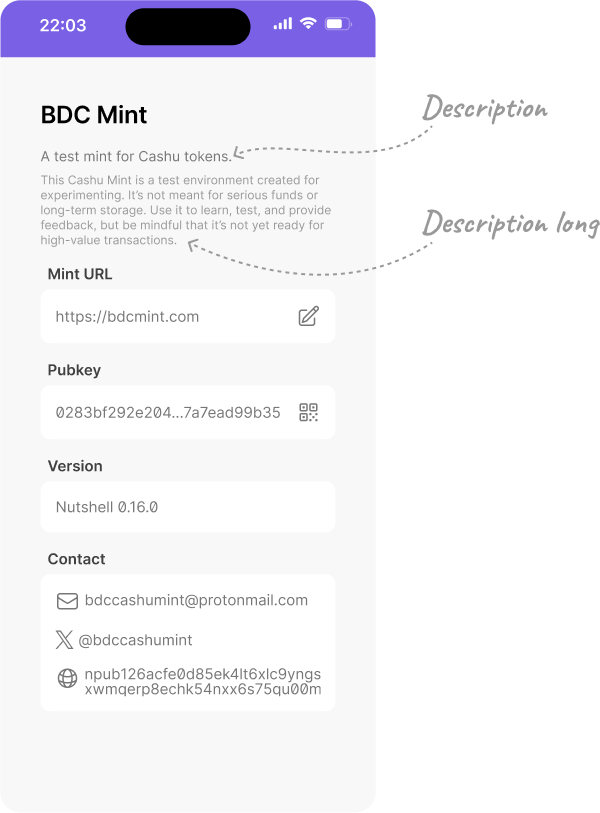 22:03
BDC Mint
Description
A test mint for Cashu tokens.
This Cashu Mint is a test environment created for
experimenting. It’s not meant for serious funds or
long-term storage. Use it to learn, test, and provide
feedback, but be mindful that it’s not yet ready for
high-value transactions.
Description long
Mint URL
https://bdcmint.com
Pubkey
0283bf292e204...7a7ead99b35
Version
Nutshell 0.16.0
Contact
bdccashumint@protonmail.com
@bdccashumint
npub126acfe0d85ek4lt6xlc9yngs
xwmqerp8echk54nxx6s75qu00m